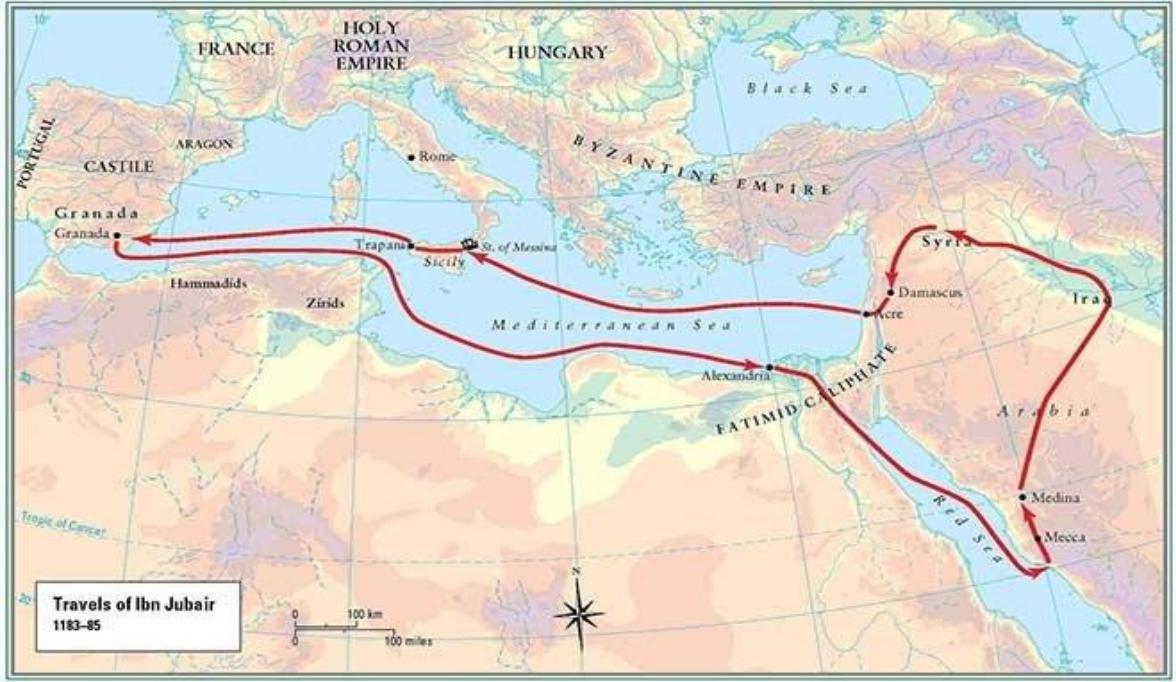 FRANCE
HOLY
ROMAN
EMPIRE
HUNGARY
Black Sea
PORTUGAL
CASTILE
ARAGON
Rome
BYZANTINE EMPIRE
Granada
Granada
Trapani
St. of Messina
Sicily
Syria
Hammadids
Zirids
Damascus
Iraq
Acre
Mediterranean Sea
Alexandria
FATIMID CALIPHATE
Arabia
Medina
Red Sea
Mecca
Tropic of Cancer
N
Travels of Ibn Jubair
1183–85
0 100 km
0 100 miles